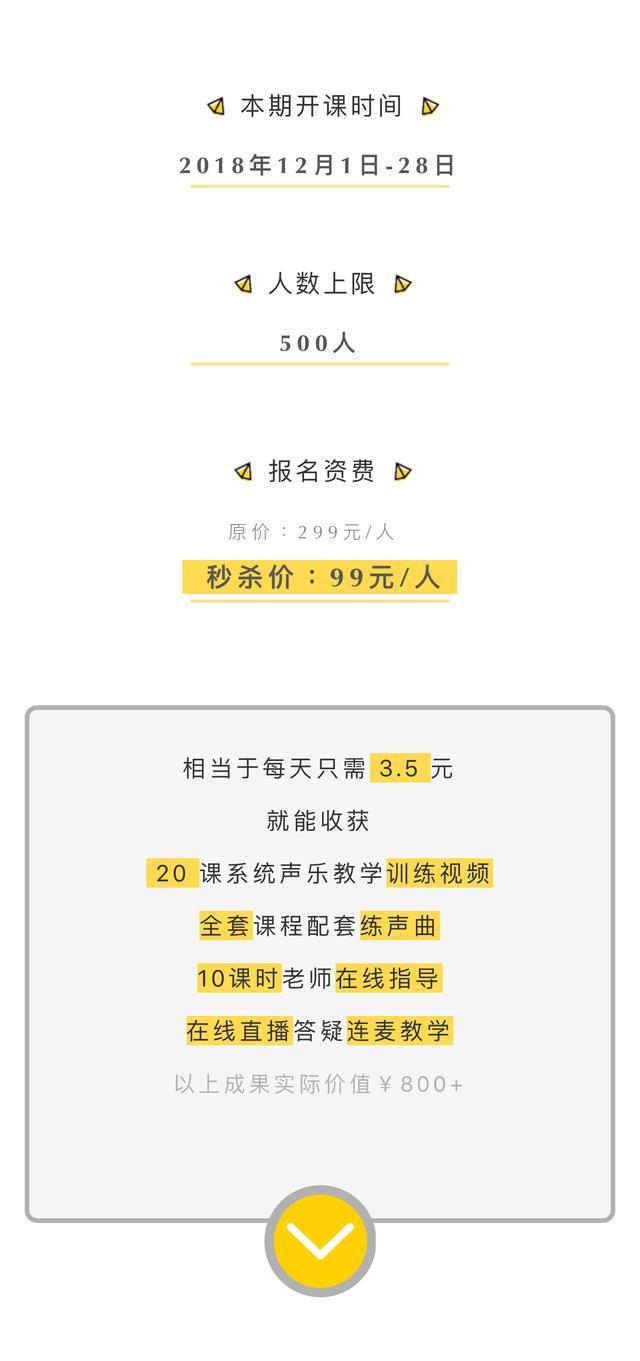 本期开课时间
2018年12月1日-28日
人数上限
500人
报名资费
原价：299元/人
秒杀价：99元/人
相当于每天只需 3.5 元
就能收获
20 课系统声乐教学训练视频
全套课程配套练声曲
10课时老师在线指导
在线直播答疑连麦教学
以上成果实际价值￥800+